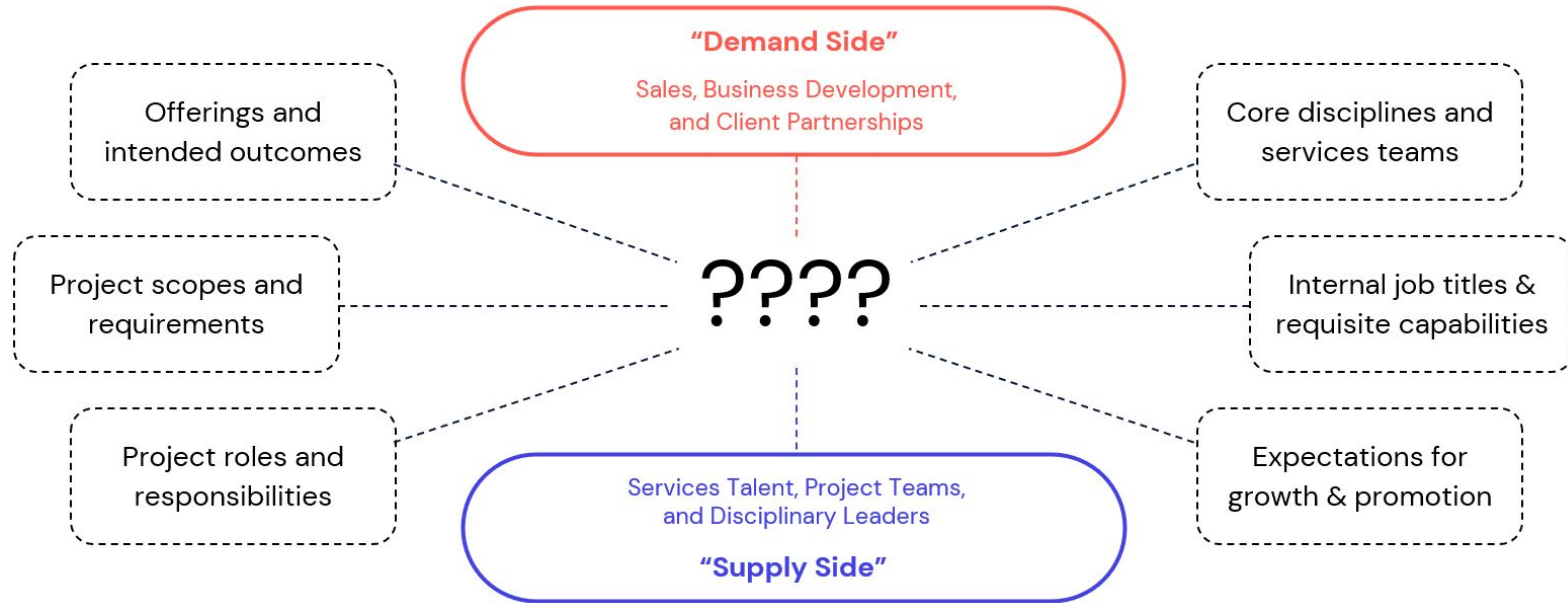 “Demand Side”
Sales, Business Development,
and Client Partnerships
Offerings and
intended outcomes
Core disciplines and
services teams
Project scopes and
requirements
????
Internal job titles &
requisite capabilities
Project roles and
responsibilities
Expectations for
growth & promotion
Services Talent, Project Teams,
and Disciplinary Leaders
“Supply Side”